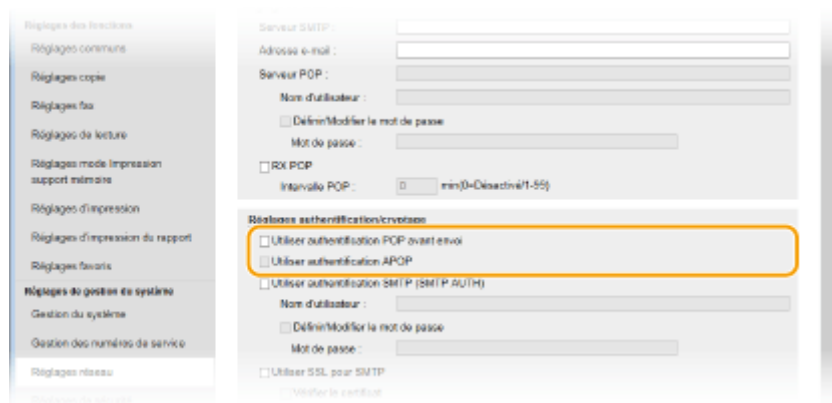 Réglages des fonctions
Réglages communs
Réglages copie
Réglages fax
Réglages de lecture
Réglages mode Impression
support mémoire
Réglages d'impression
Réglages d'impression du rapport
Réglages favoris
Réglages de gestion du système
Gestion du système
Gestion des numéros de service
Réglages réseau
Réglages de sécurité
Serveur SMTP :
Adresse e-mail :
Serveur POP :
Nom d'utilisateur :
Définir/Modifier le mot de passe
Mot de passe :
RX POP
Intervalle POP : 0 min(0=Désactivé/1-99)
Réglages authentification/cryptage
Utiliser authentification POP avant envoi
Utiliser authentification APOP
Utiliser authentification SMTP (SMTP AUTH)
Nom d'utilisateur :
Définir/Modifier le mot de passe
Mot de passe :
Utiliser SSL pour SMTP
Vérifier le certificat